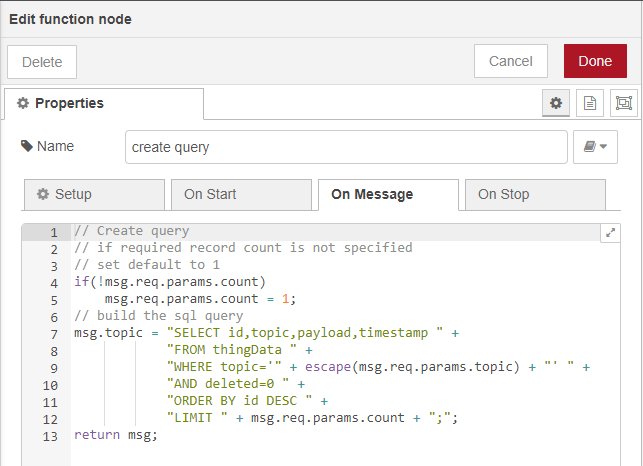 Edit function node
Delete
Cancel
Done
Properties
Name
create query
Setup
On Start
On Message
On Stop
1 // Create query
2 // if required record count is not specified
3 // set default to 1
4 if(!msg.req.params.count)
5     msg.req.params.count = 1;
6 // build the sql query
7 msg.topic = "SELECT id,topic,payload,timestamp " +
8             "FROM thingData " +
9             "WHERE topic='" + escape(msg.req.params.topic) + "' " +
10             "AND deleted=0 " +
11             "ORDER BY id DESC " +
12             "LIMIT " + msg.req.params.count + ";";
13 return msg;